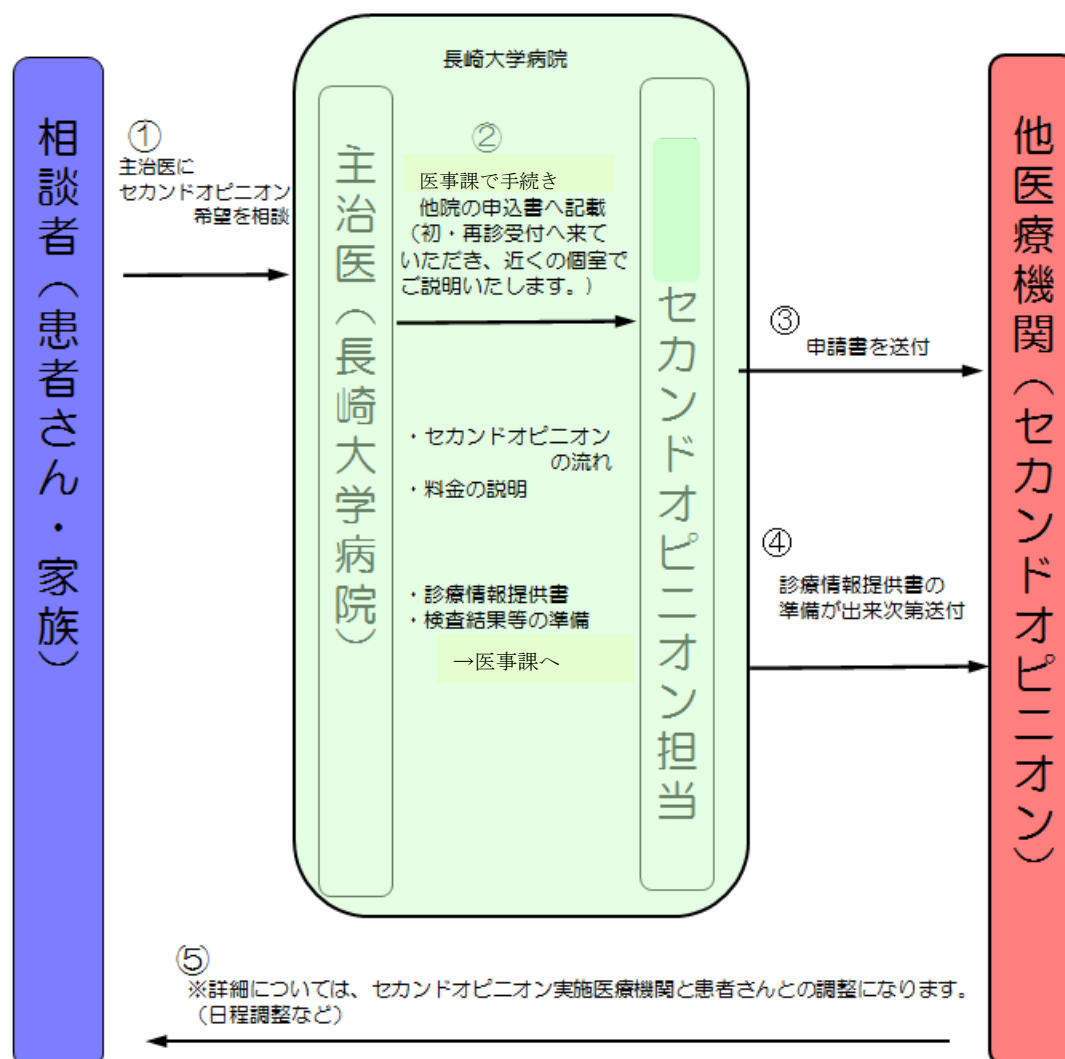 長崎大学病院
相談者（患者さん・家族）
①
主治医に
セカンドオピニオン
希望を相談
主治医（長崎大学病院）
②
医事課で手続き
他院の申込書へ記載
（初・再診受付へ来て
いただき、近くの個室で
ご説明いたします。）
・セカンドオピニオン
の流れ
・料金の説明
・診療情報提供書
・検査結果等の準備
→医事課へ
セカンドオピニオン担当
③
申請書を送付
④
診療情報提供書の
準備が出来次第送付
他医療機関（セカンドオピニオン）
⑤
※詳細については、セカンドオピニオン実施医療機関と患者さんとの調整になります。
（日程調整など）